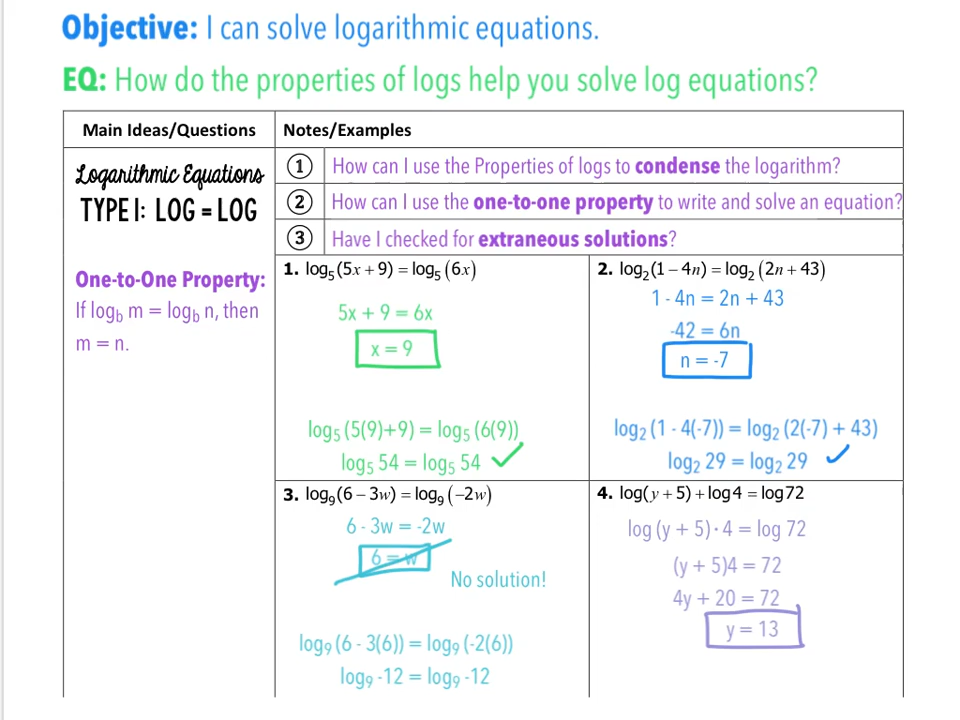 Objective: I can solve logarithmic equations.
EQ: How do the properties of logs help you solve log equations?
Main Ideas/Questions
Notes/Examples
Logarithmic Equations
TYPE I: LOG = LOG
One-to-One Property:
If log_b m = log_b n, then
m = n.
1 How can I use the Properties of logs to condense the logarithm?
2 How can I use the one-to-one property to write and solve an equation?
3 Have I checked for extraneous solutions?
1. log₅(5x + 9) = log₅(6x)
5x + 9 = 6x
x = 9
log₅ (5(9)+9) = log₅ (6(9))
log₅ 54 = log₅ 54 ✓
2. log₂(1 – 4n) = log₂(2n + 43)
1 - 4n = 2n + 43
-42 = 6n
n = -7
log₂ (1 - 4(-7)) = log₂ (2(-7) + 43)
log₂ 29 = log₂ 29 ✓
3. log₉(6 – 3w) = log₉(–2w)
6 - 3w = -2w
6 = w
No solution!
log₉ (6 - 3(6)) = log₉ (-2(6))
log₉ -12 = log₉ -12
4. log(y + 5) + log 4 = log 72
log (y + 5) · 4 = log 72
(y + 5)4 = 72
4y + 20 = 72
y = 13